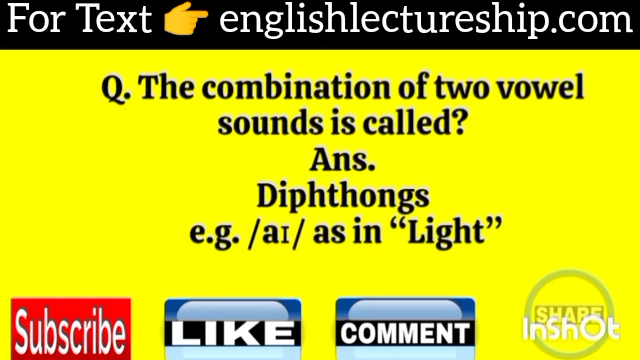 For Text 👉 englishlectureship.com
Q. The combination of two vowel
sounds is called?
Ans.
Diphthongs
e.g. /aɪ/ as in “Light”
Subscribe
LIKE
COMMENT
SHARE
InShOt